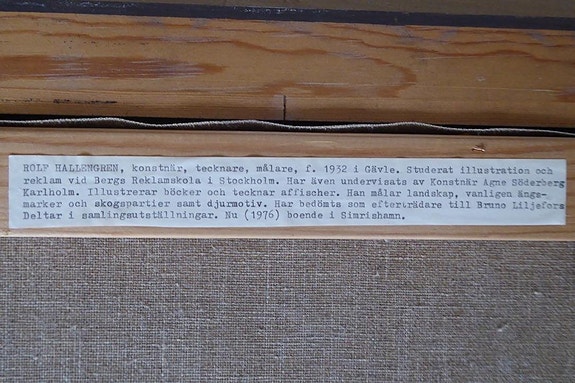 ROLF HALLENGREN, konstnär, tecknare, målare, f. 1932 i Gävle. Studerat illustration och
reklam vid Bergs Reklamskola i Stockholm. Har även undervisats av Konstnär Agne Söderberg
Karlholm. Illustrerar böcker och tecknar affischer. Han målar landskap, vanligen ängs-
marker och skogspartier samt djurmotiv. Har bedömts som efterträdare till Bruno Liljefors
Deltar i samlingsutställningar. Nu (1976) boende i Simrishamn.